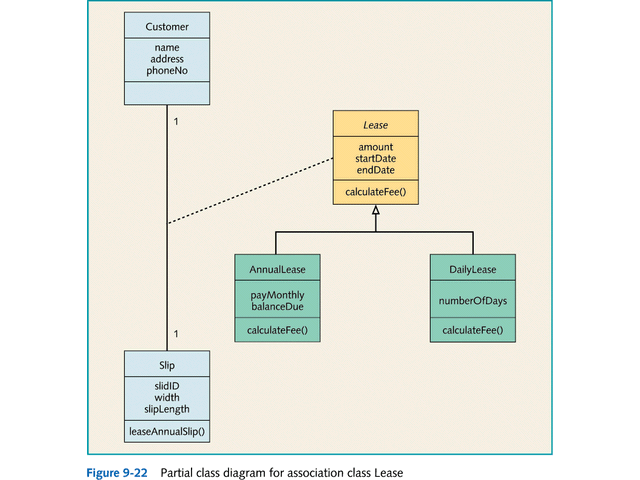 Customer
name
address
phoneNo
1
Lease
amount
startDate
endDate
calculateFee()
AnnualLease
payMonthly
balanceDue
calculateFee()
DailyLease
numberOfDays
calculateFee()
1
Slip
slidID
width
slipLength
leaseAnnualSlip()
Figure 9-22 Partial class diagram for association class Lease